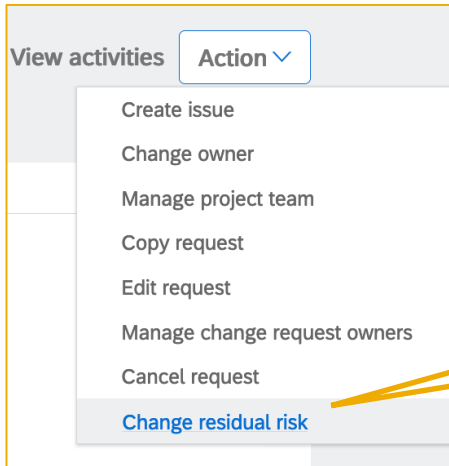 View activities Action
Create issue
Change owner
Manage project team
Copy request
Edit request
Manage change request owners
Cancel request
Change residual risk